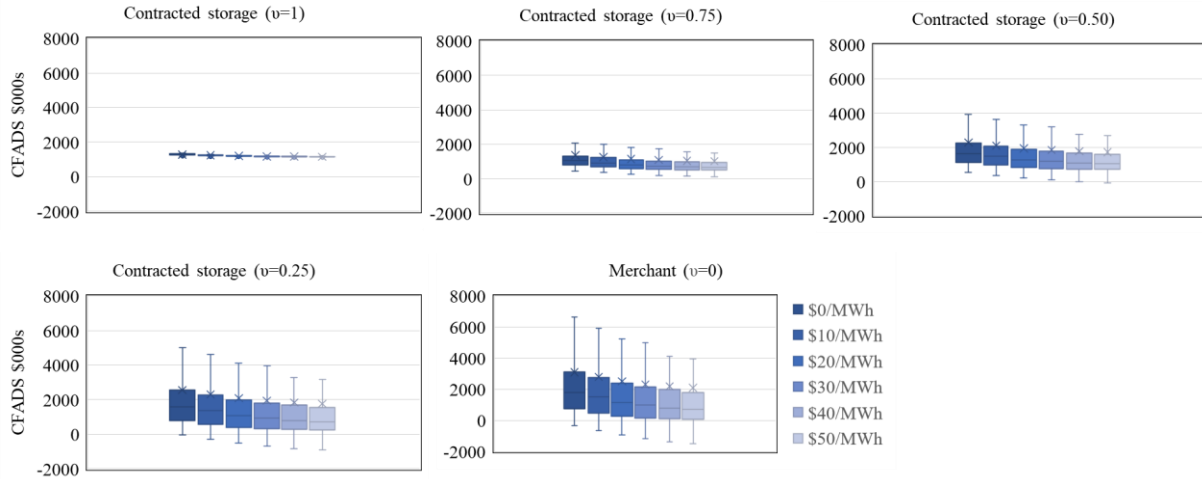 Contracted storage (υ=1)
Contracted storage (υ=0.75)
Contracted storage (υ=0.50)
CFADS $000s
8000
6000
4000
2000
0
-2000
8000
6000
4000
2000
0
-2000
8000
6000
4000
2000
0
-2000
Contracted storage (υ=0.25)
Merchant (υ=0)
CFADS $000s
8000
6000
4000
2000
0
-2000
8000
6000
4000
2000
0
-2000
$0/MWh
$10/MWh
$20/MWh
$30/MWh
$40/MWh
$50/MWh